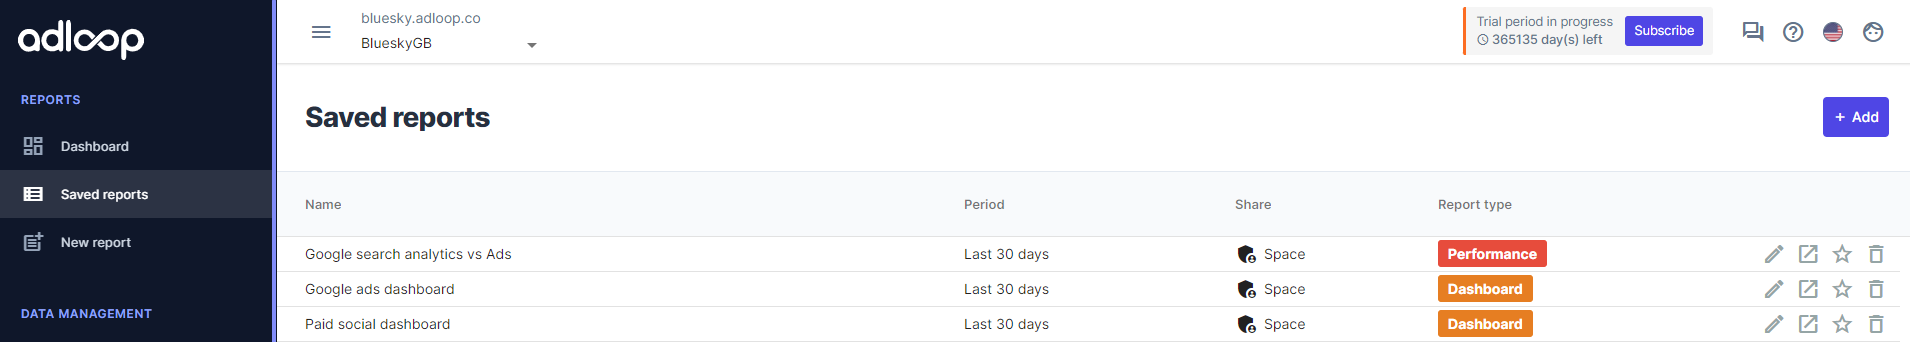 adloop
bluesky.adloop.co
BlueskyGB
Trial period in progress
365135 day(s) left
Subscribe
REPORTS
Dashboard
Saved reports
New report
DATA MANAGEMENT
Saved reports
+ Add
Name Period Share Report type
Google search analytics vs Ads Last 30 days Space Performance
Google ads dashboard Last 30 days Space Dashboard
Paid social dashboard Last 30 days Space Dashboard